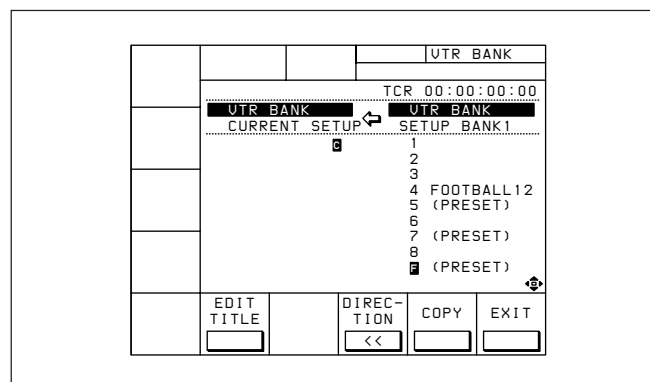 VTR BANK
TCR 00:00:00:00
VTR BANK VTR BANK
CURRENT SETUP SETUP BANK1
C 1
2
3
4 FOOTBALL12
5 (PRESET)
6
7 (PRESET)
8
F (PRESET)
EDIT TITLE
DIREC-TION
<<
COPY
EXIT